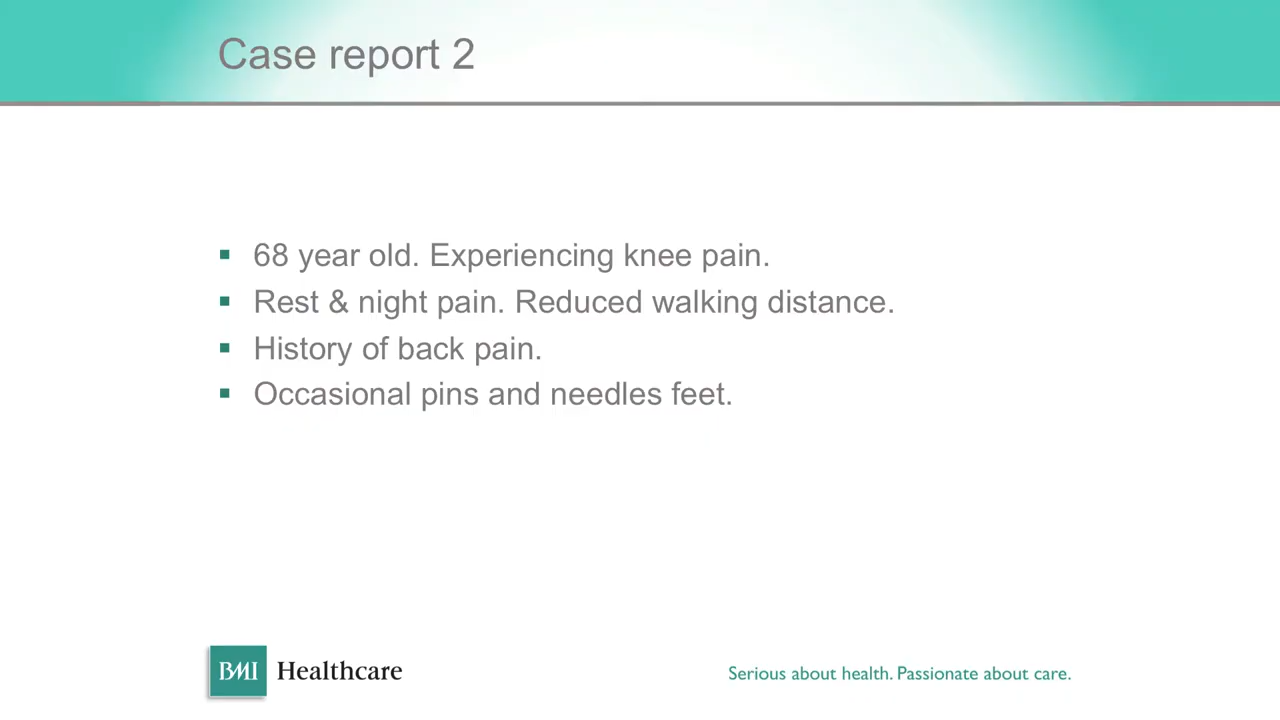 Case report 2
▪ 68 year old. Experiencing knee pain.
▪ Rest & night pain. Reduced walking distance.
▪ History of back pain.
▪ Occasional pins and needles feet.
BMI Healthcare
Serious about health. Passionate about care.